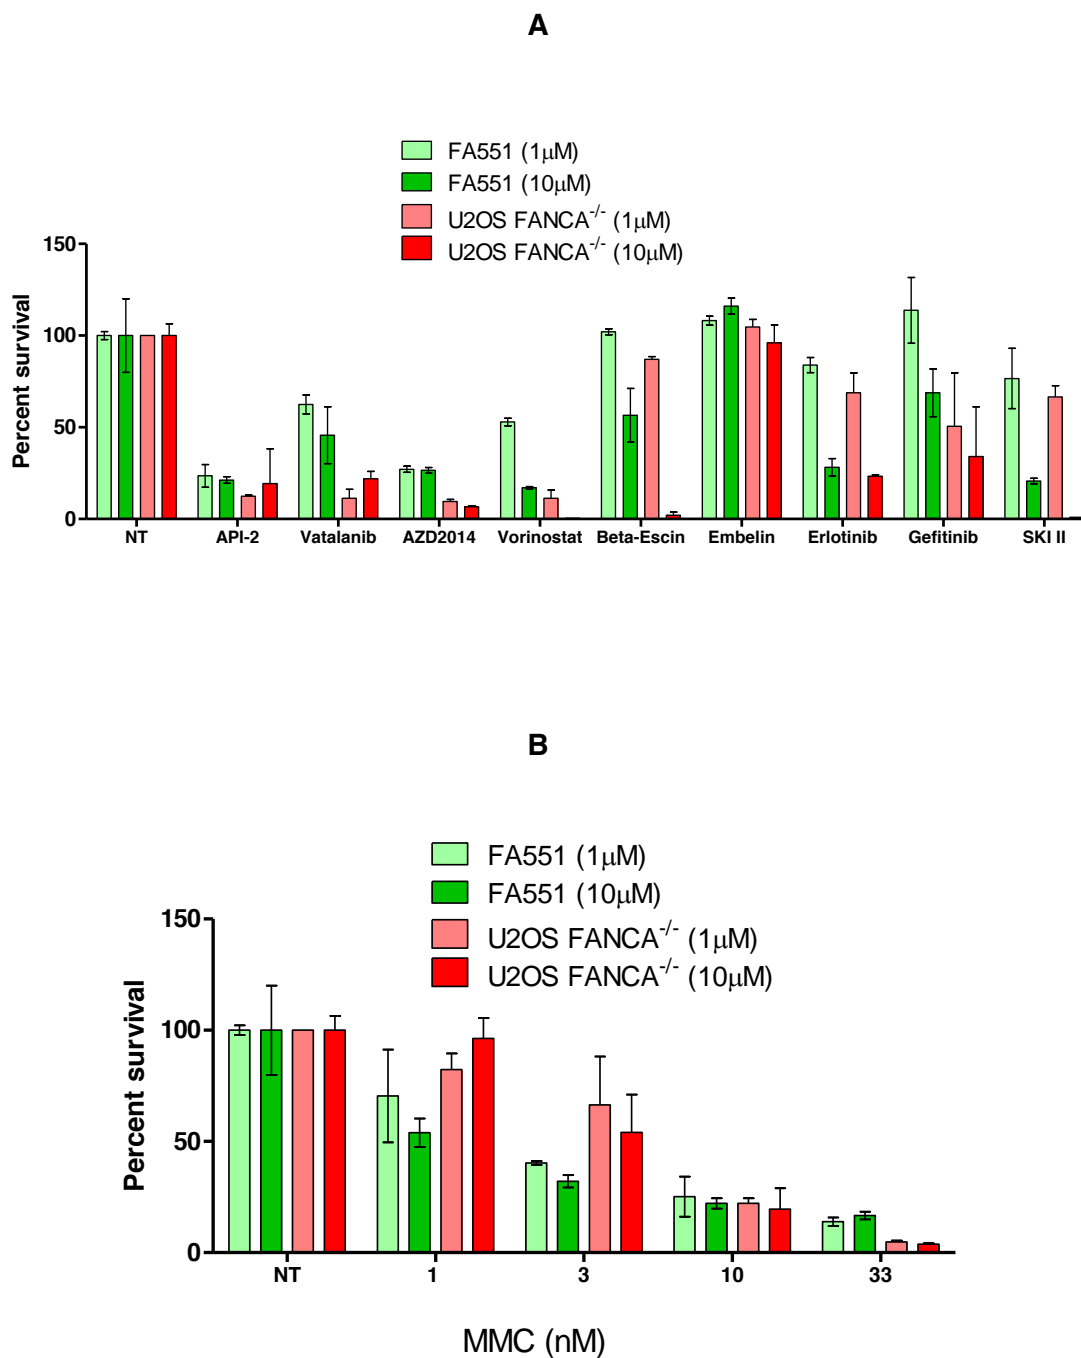 A
FA551 (1μM)
FA551 (10μM)
U2OS FANCA-/- (1μM)
U2OS FANCA-/- (10μM)
Percent survival
150
100
50
0
NT API-2 Vatalanib AZD2014 Vorinostat Beta-Escin Embelin Erlotinib Gefitinib SKI II
B
FA551 (1μM)
FA551 (10μM)
U2OS FANCA-/- (1μM)
U2OS FANCA-/- (10μM)
Percent survival
150
100
50
0
NT 1 3 10 33
MMC (nM)